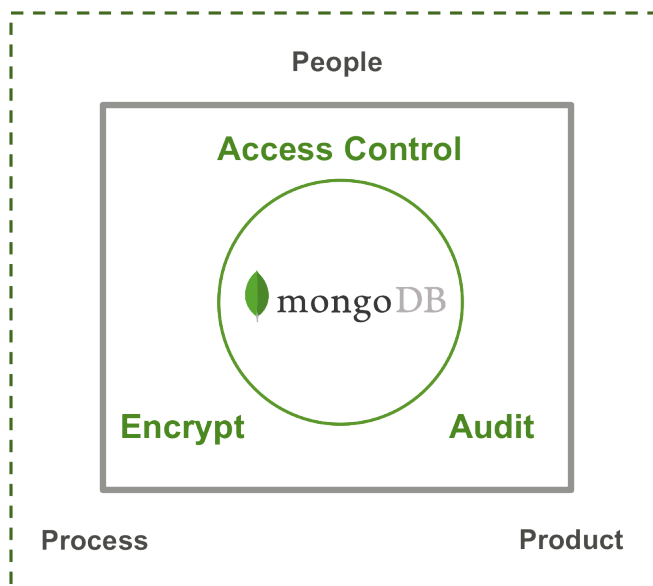 People
Access Control
mongoDB
Encrypt
Audit
Process
Product